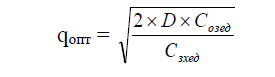 qопт = √((2 × D × Cозед) / Cзхед)